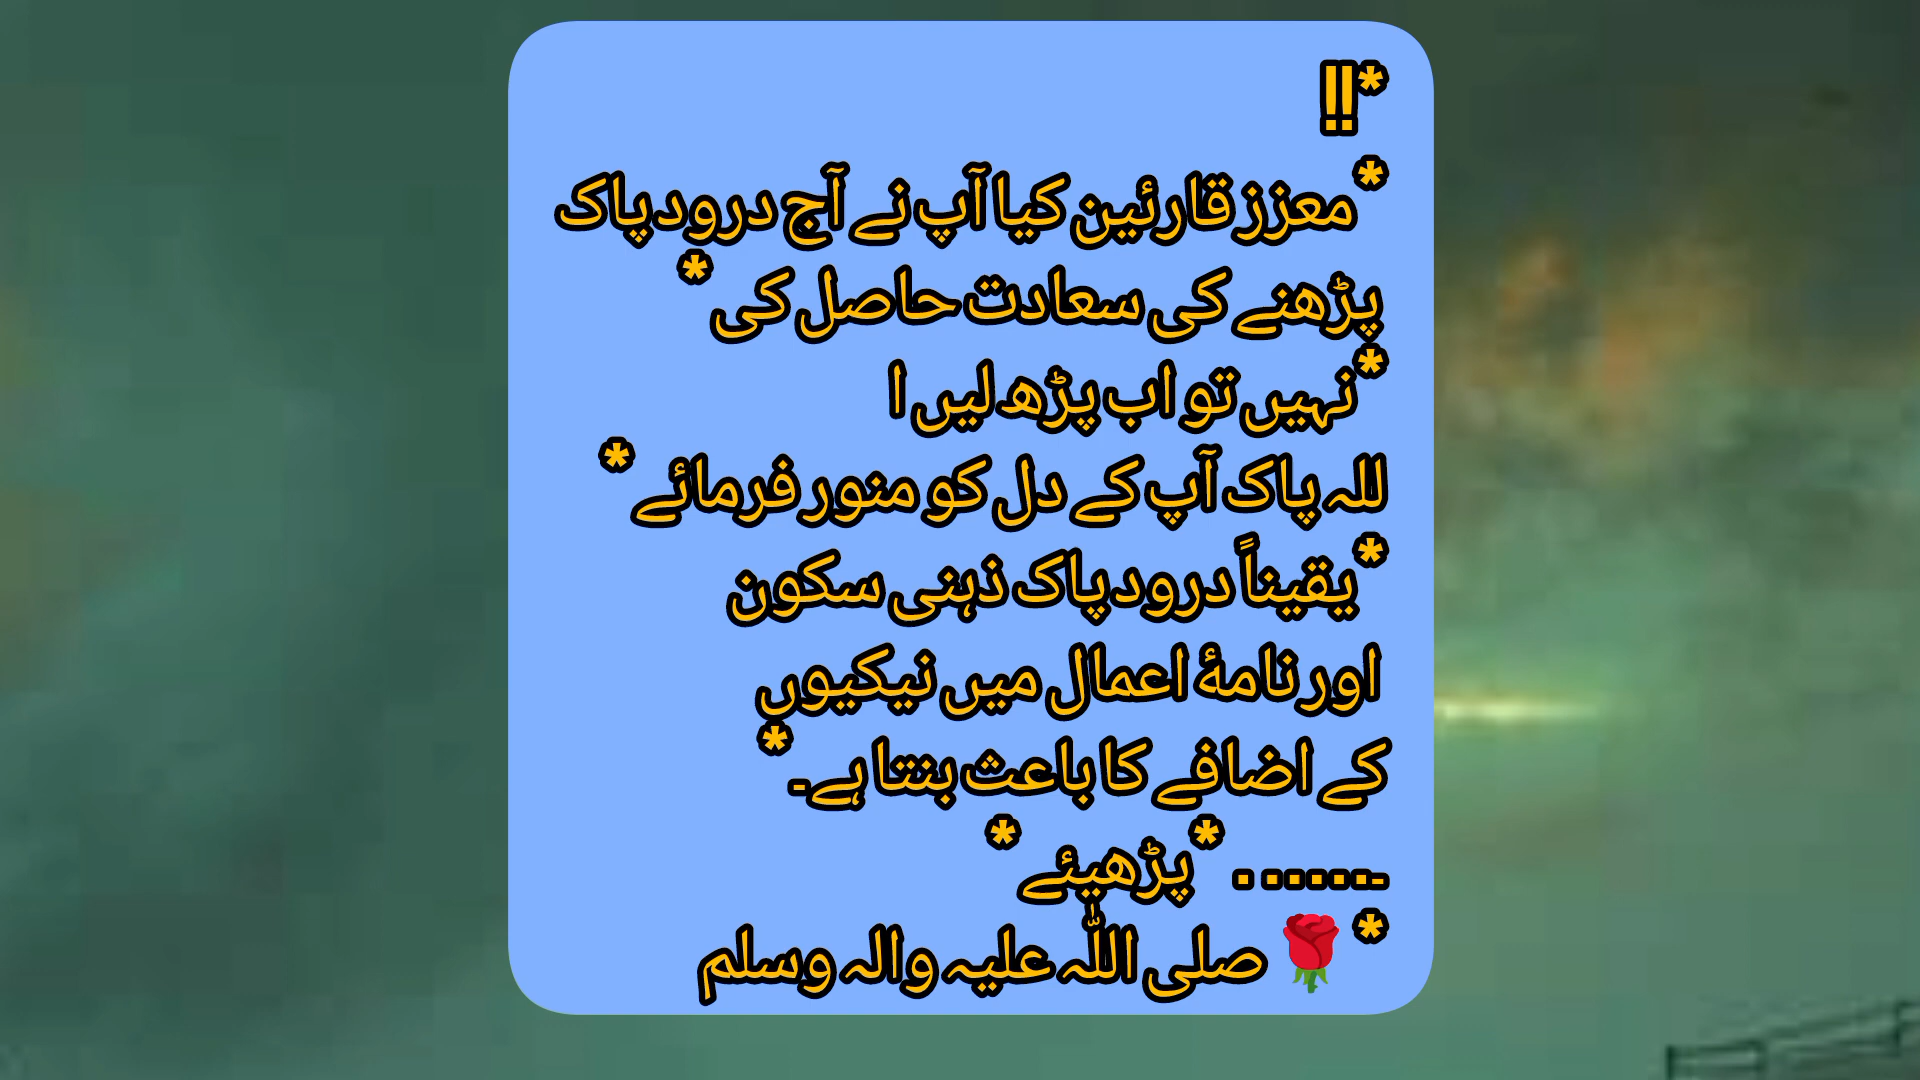 *!!
*معزز قارئین کیا آپ نے آج درود پاک
پڑھنے کی سعادت حاصل کی*
*نہیں تو اب پڑھ لیں ا
للہ پاک آپ کے دل کو منور فرمائے*
*یقیناً درود پاک ذہنی سکون
اور نامۂ اعمال میں نیکیوں
کے اضافے کا باعث بنتا ہے۔*
۔...... . *پڑھیئے*
*🌹صلی اللّٰہ علیہ والہ وسلم